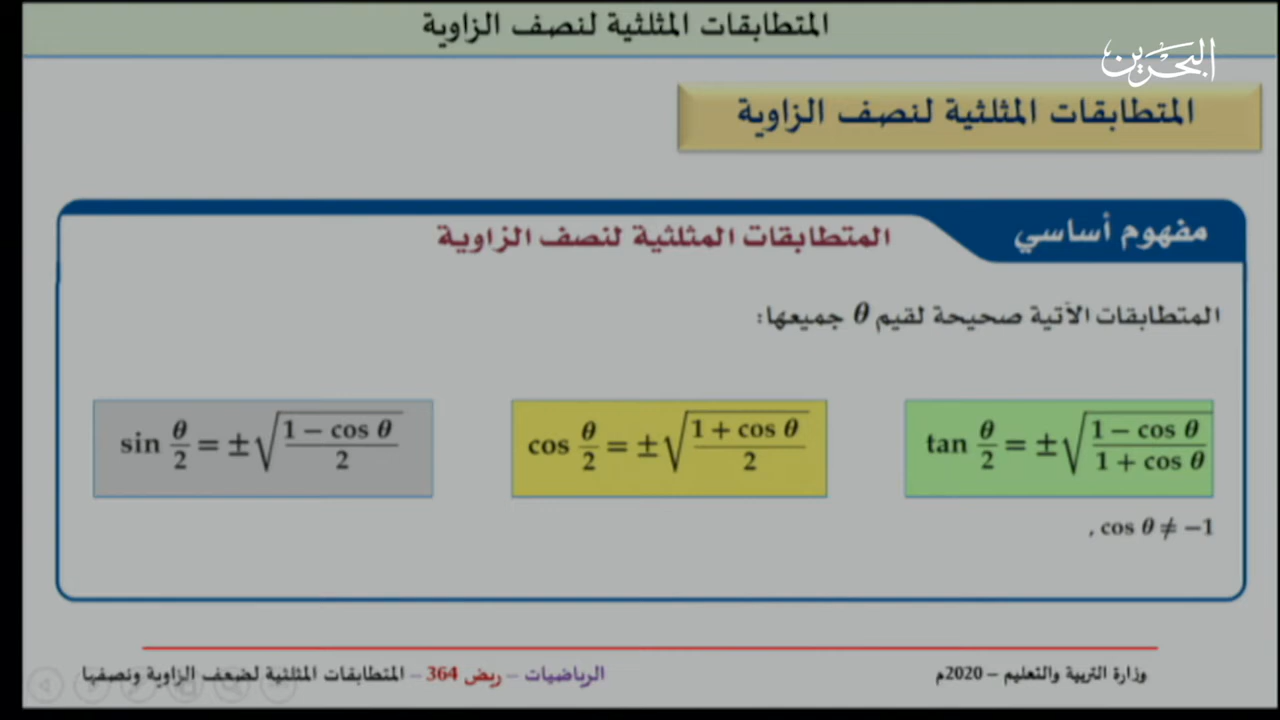 المتطابقات المثلثية لنصف الزاوية
البحرين
المتطابقات المثلثية لنصف الزاوية
مفهوم أساسي
المتطابقات المثلثية لنصف الزاوية
المتطابقات الآتية صحيحة لقيم θ جميعها:
sin θ/2 = ±√((1 − cos θ)/2)
cos θ/2 = ±√((1 + cos θ)/2)
tan θ/2 = ±√((1 − cos θ)/(1 + cos θ))
, cos θ ≠ −1
وزارة التربية والتعليم – 2020م
الرياضيات – ريض 364 – المتطابقات المثلثية لضعف الزاوية ونصفها